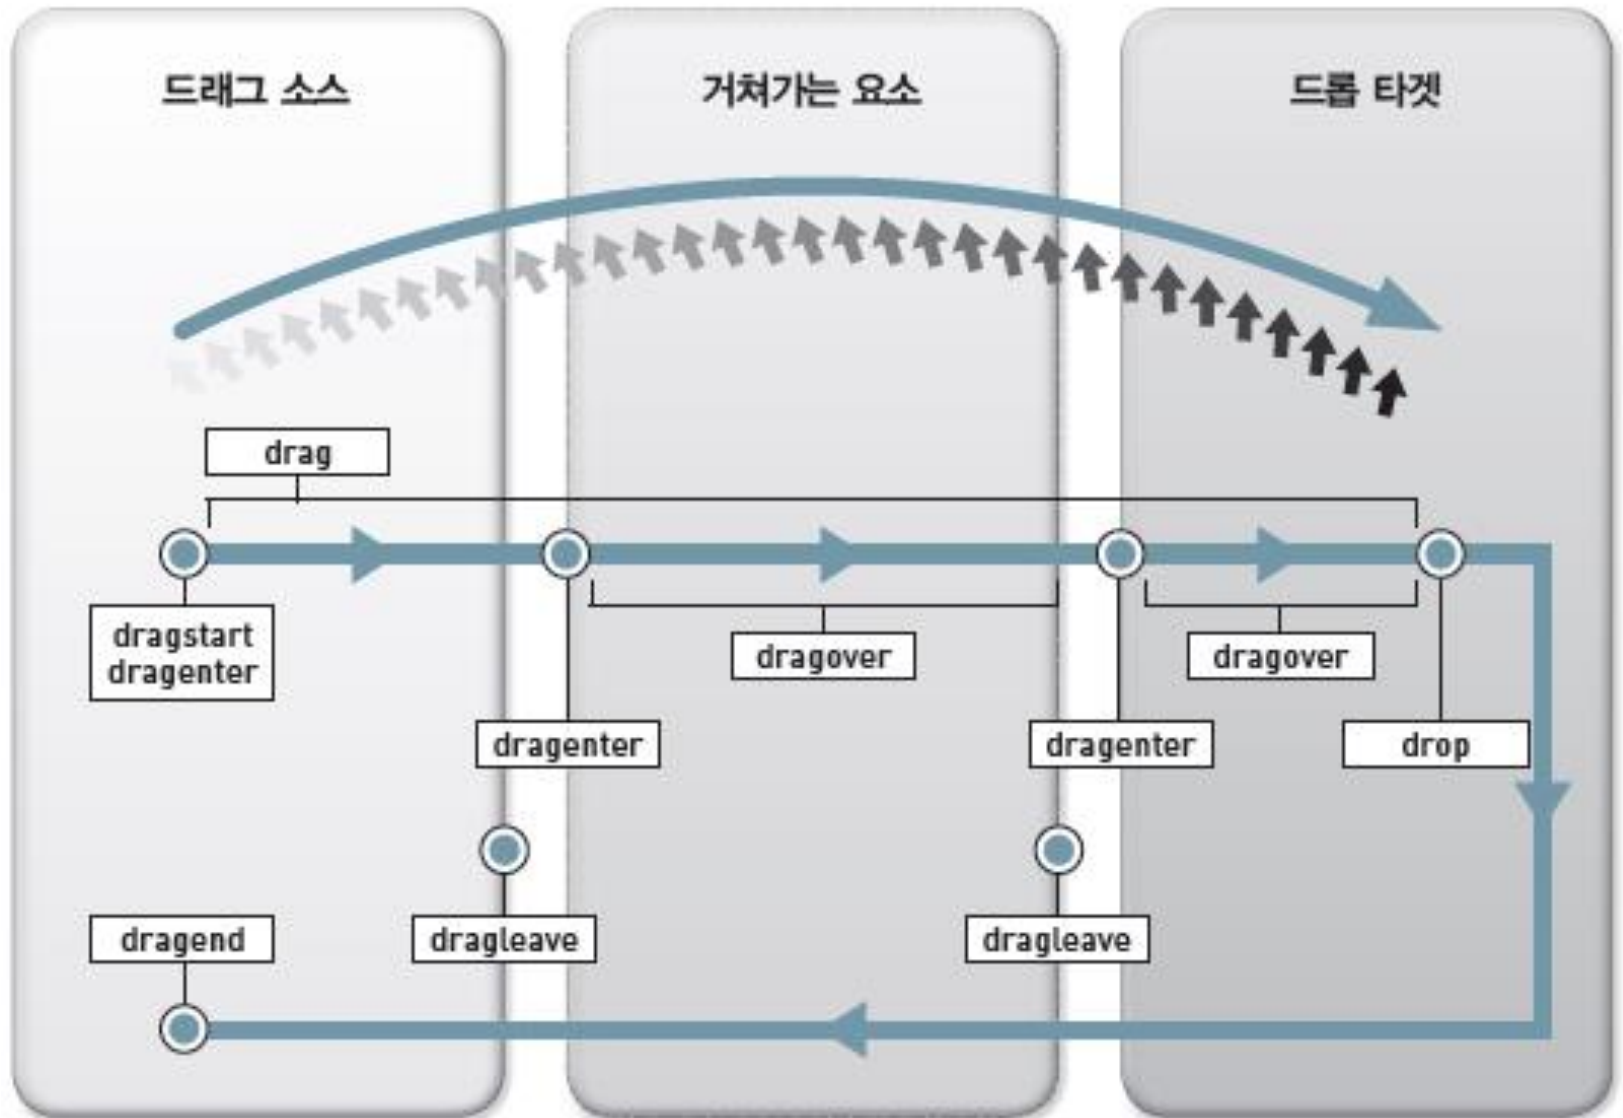 드래그 소스
거쳐가는 요소
드롭 타겟
drag
dragstart
dragenter
dragover
dragover
dragenter
dragenter
drop
dragend
dragleave
dragleave